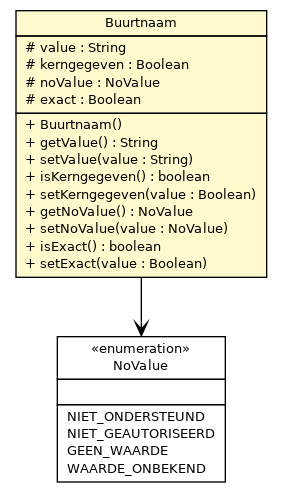 Buurtnaam
# value : String
# kerngegeven : Boolean
# noValue : NoValue
# exact : Boolean
+ Buurtnaam()
+ getValue() : String
+ setValue(value : String)
+ isKerngegeven() : boolean
+ setKerngegeven(value : Boolean)
+ getNoValue() : NoValue
+ setNoValue(value : NoValue)
+ isExact() : boolean
+ setExact(value : Boolean)
«enumeration»
NoValue
NIET_ONDERSTEUND
NIET_GEAUTORISEERD
GEEN_WAARDE
WAARDE_ONBEKEND